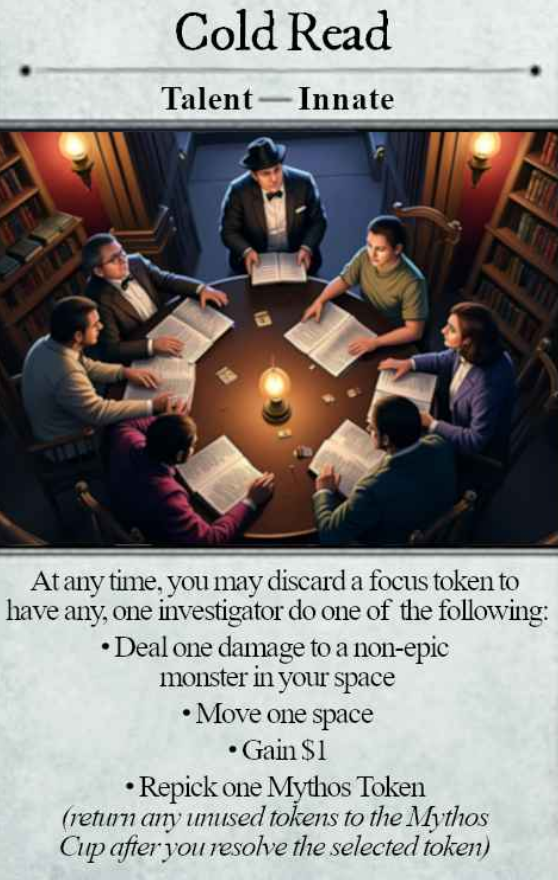 Cold Read
Talent — Innate
At any time, you may discard a focus token to
have any, one investigator do one of the following:
• Deal one damage to a non-epic
monster in your space
• Move one space
• Gain $1
• Repick one Mythos Token
(return any unused tokens to the Mythos
Cup after you resolve the selected token)